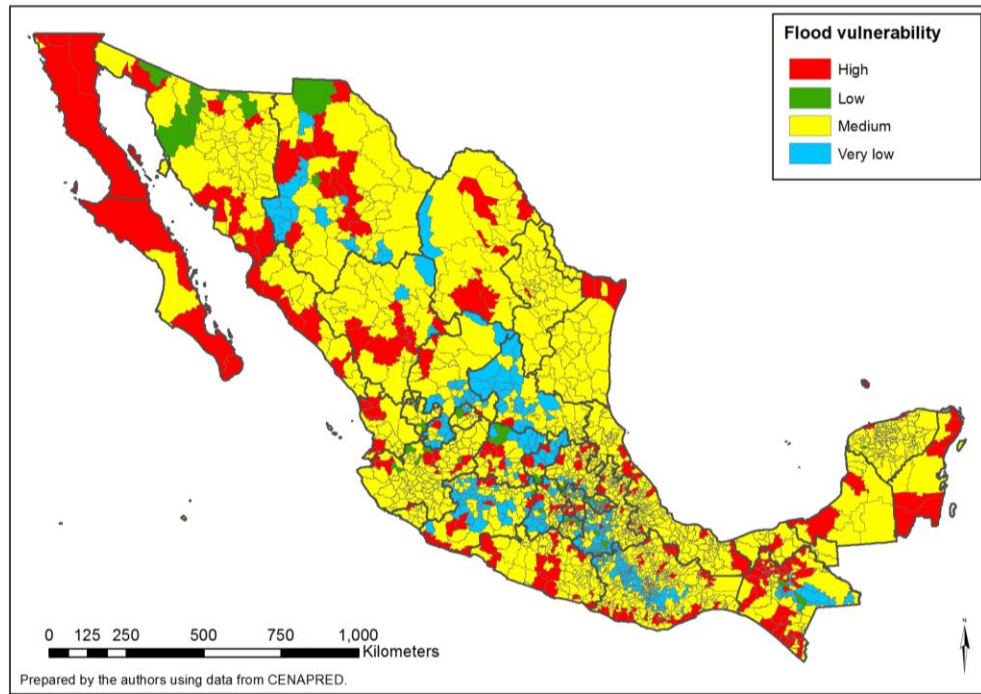 Flood vulnerability
High
Low
Medium
Very low
0 125 250 500 750 1,000
Kilometers
N
Prepared by the authors using data from CENAPRED.